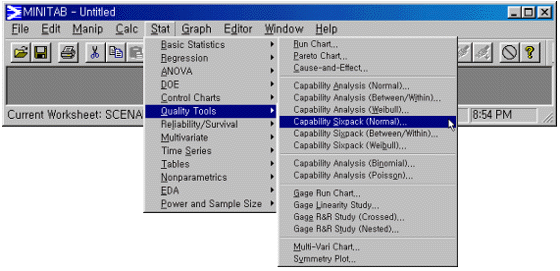 MINITAB - Untitled
File Edit Manip Calc Stat Graph Editor Window Help
Basic Statistics
Regression
ANOVA
DOE
Control Charts
Quality Tools
Reliability/Survival
Multivariate
Time Series
Tables
Nonparametrics
EDA
Power and Sample Size
Run Chart...
Pareto Chart...
Cause-and-Effect...
Capability Analysis (Normal)...
Capability Analysis (Between/Within)...
Capability Analysis (Weibull)...
Capability Sixpack (Normal)...
Capability Sixpack (Between/Within)...
Capability Sixpack (Weibull)...
Capability Analysis (Binomial)...
Capability Analysis (Poisson)...
Gage Run Chart...
Gage Linearity Study...
Gage R&R Study (Crossed)...
Gage R&R Study (Nested)...
Multi-Vari Chart...
Symmetry Plot...
Current Worksheet: SCENA
8:54 PM